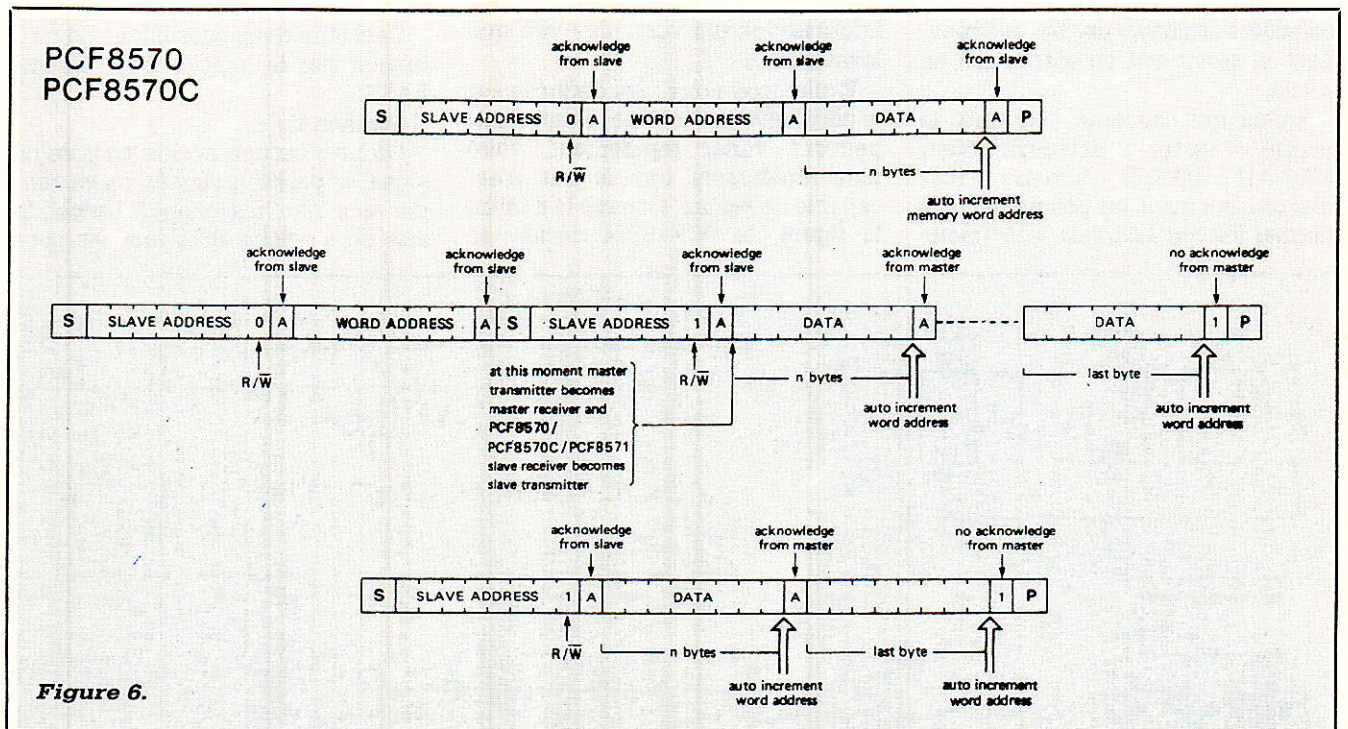 PCF8570
PCF8570C
acknowledge from slave
acknowledge from slave
acknowledge from slave
S SLAVE ADDRESS 0 A WORD ADDRESS A DATA A P
R/W̅
n bytes
auto increment
memory word address
acknowledge from slave
acknowledge from slave
acknowledge from slave
acknowledge from master
no acknowledge from master
S SLAVE ADDRESS 0 A WORD ADDRESS A S SLAVE ADDRESS 1 A DATA A DATA 1 P
R/W̅
at this moment master
transmitter becomes
master receiver and
PCF8570/
PCF8570C/PCF8571
slave receiver becomes
slave transmitter
R/W̅
n bytes
auto increment
word address
last byte
auto increment
word address
acknowledge from slave
acknowledge from master
no acknowledge from master
S SLAVE ADDRESS 1 A DATA A 1 P
R/W̅
n bytes
auto increment
word address
last byte
auto increment
word address
Figure 6.